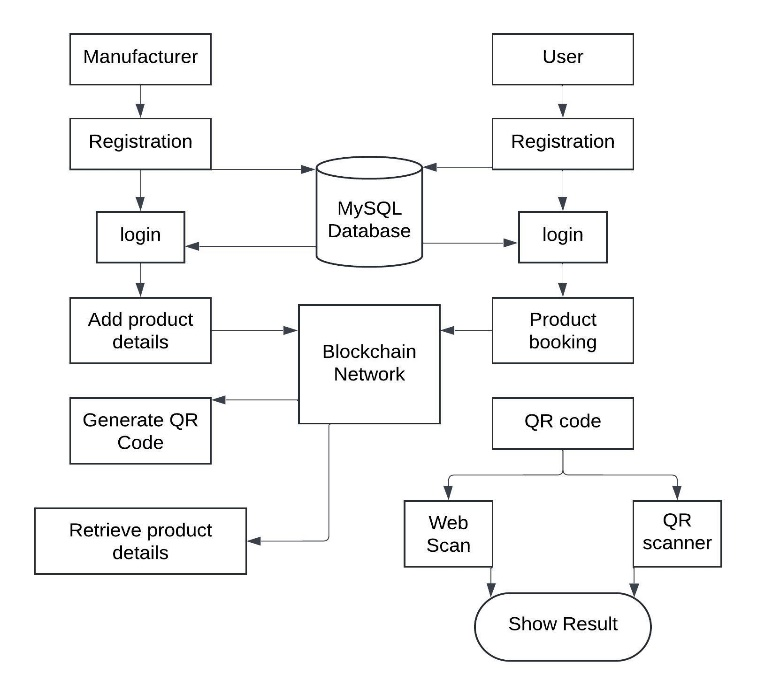 Manufacturer
User
Registration
Registration
MySQL
Database
login
login
Add product
details
Product
booking
Blockchain
Network
Generate QR
Code
QR code
Retrieve product
details
Web
Scan
QR
scanner
Show Result